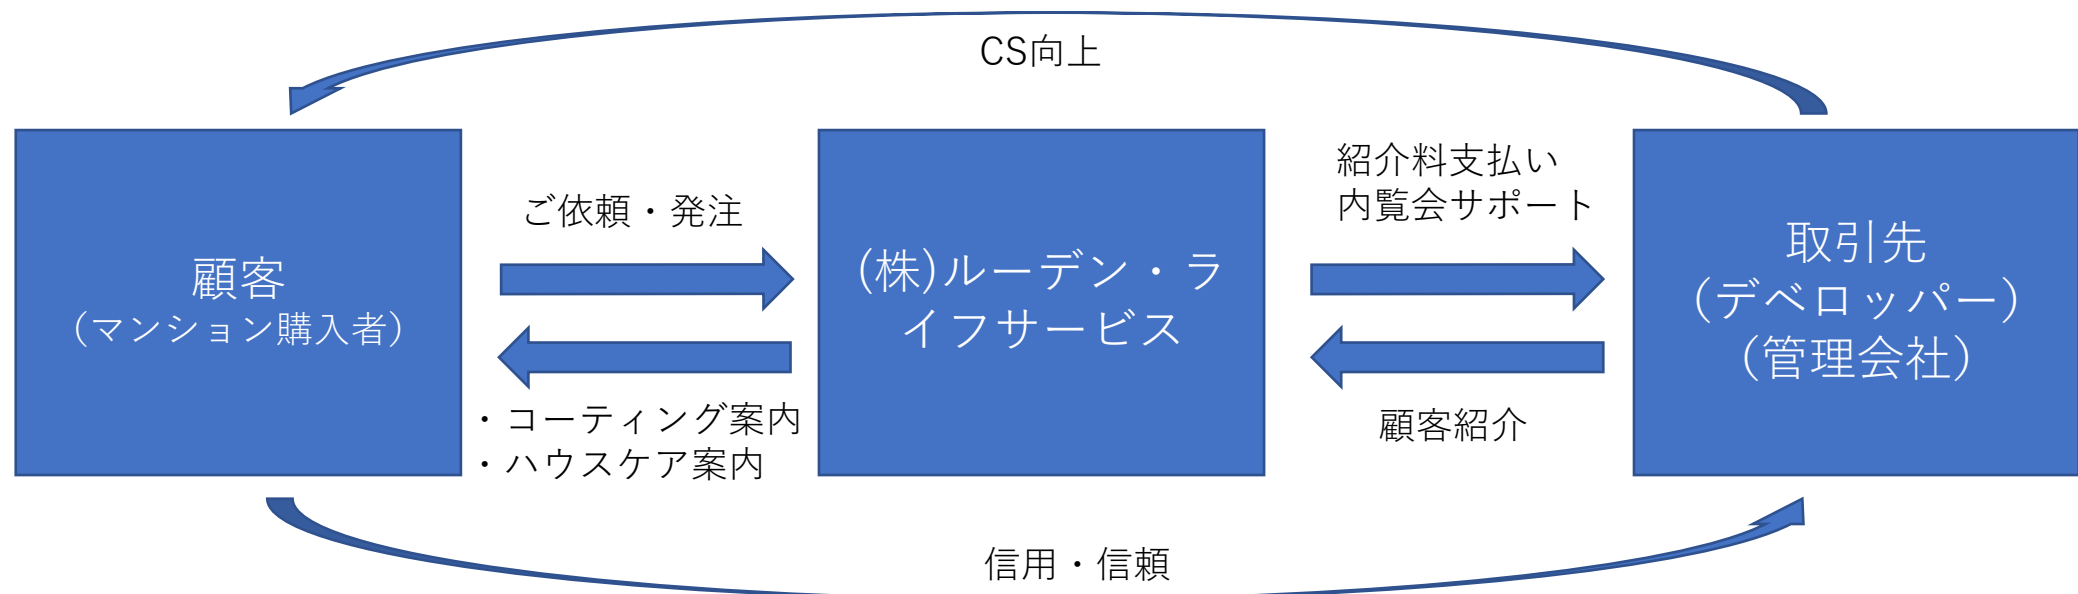 CS向上
顧客
（マンション購入者）
ご依頼・発注
・コーティング案内
・ハウスケア案内
(株)ルーデン・ラ
イフサービス
紹介料支払い
内覧会サポート
顧客紹介
取引先
（デベロッパー）
（管理会社）
信用・信頼